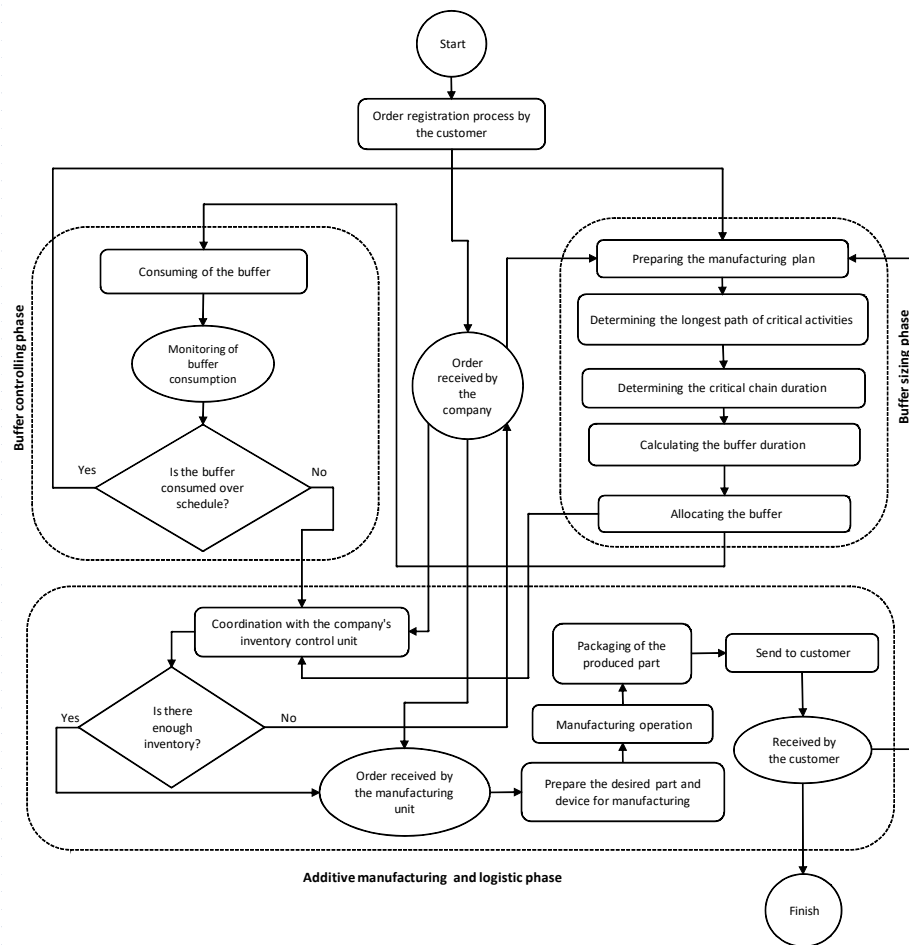 Start
Order registration process by
the customer
Buffer controlling phase
Consuming of the buffer
Monitoring of
buffer
consumption
Is the buffer
consumed over
schedule?
Yes
No
Order
received by
the
company
Buffer sizing phase
Preparing the manufacturing plan
Determining the longest path of critical activities
Determining the critical chain duration
Calculating the buffer duration
Allocating the buffer
Coordination with the company's
inventory control unit
Is there
enough
inventory?
Yes
No
Order received by
the manufacturing
unit
Prepare the desired part and
device for manufacturing
Manufacturing operation
Packaging of the
produced part
Send to customer
Received by
the customer
Additive manufacturing and logistic phase
Finish